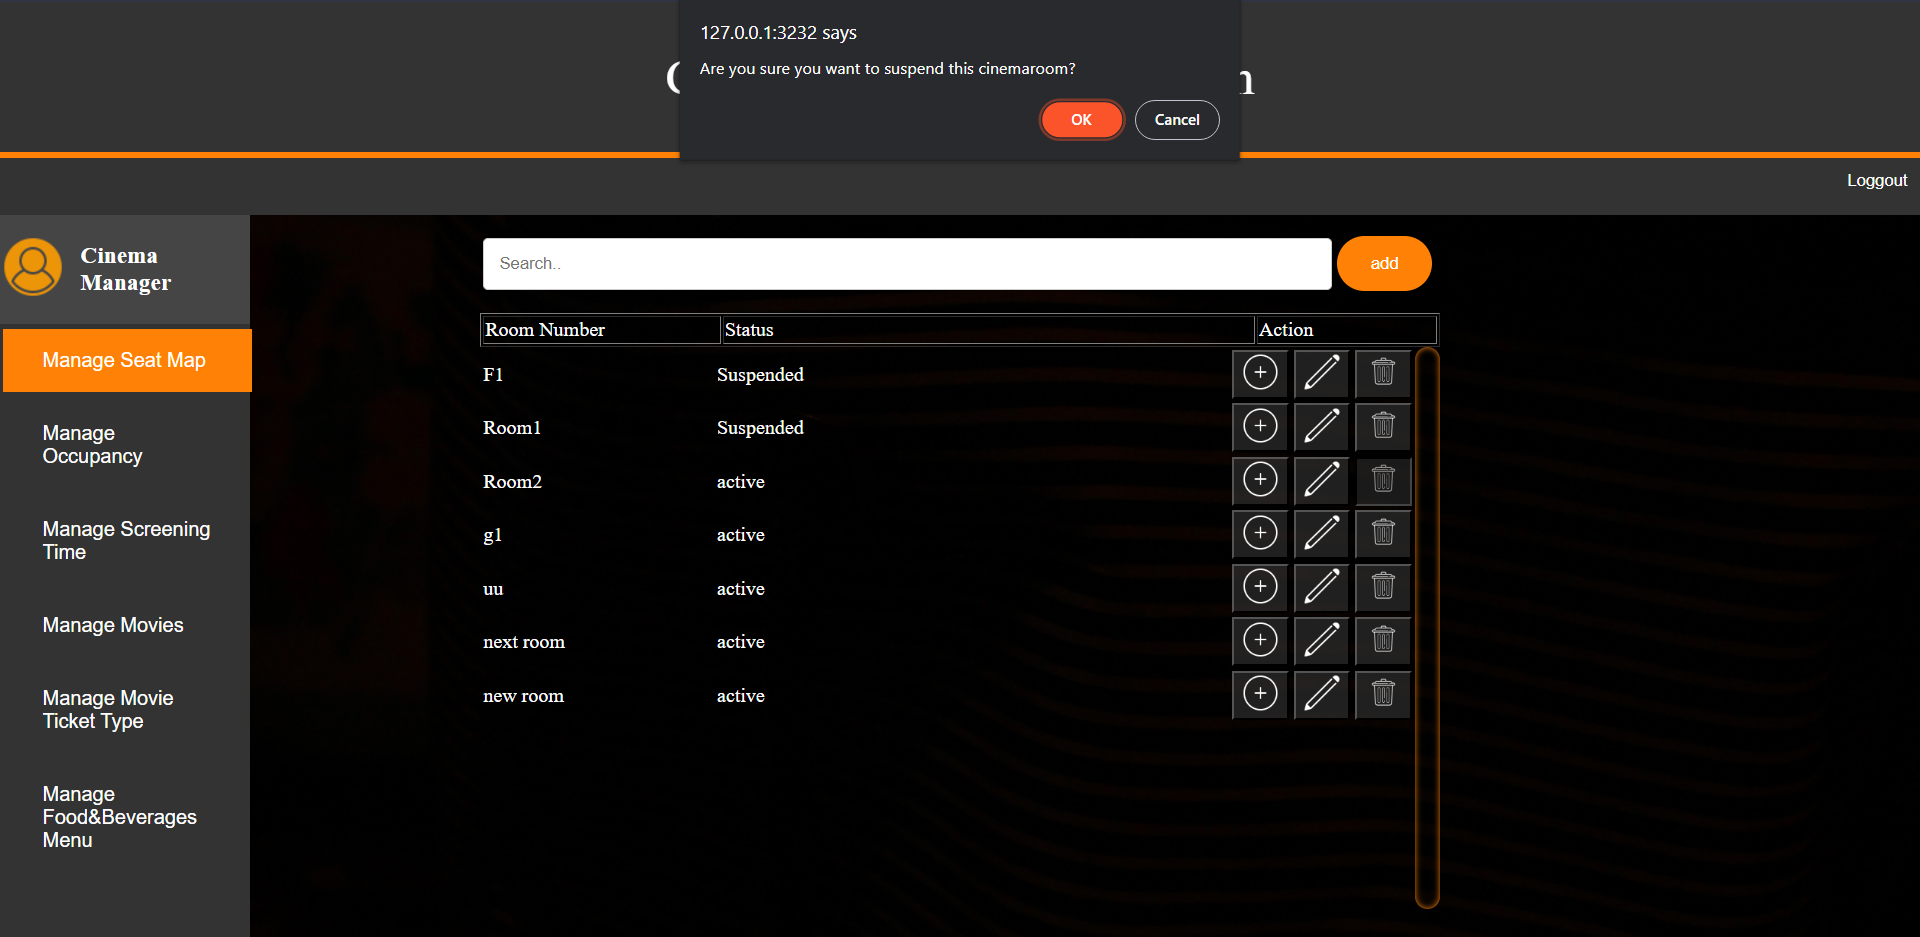 127.0.0.1:3232 says
Are you sure you want to suspend this cinemaroom?
OK Cancel
Loggout
Cinema
Manager
Manage Seat Map
Manage
Occupancy
Manage Screening
Time
Manage Movies
Manage Movie
Ticket Type
Manage
Food&Beverages
Menu
Search..
add
Room Number Status Action
F1 Suspended
Room1 Suspended
Room2 active
g1 active
uu active
next room active
new room active